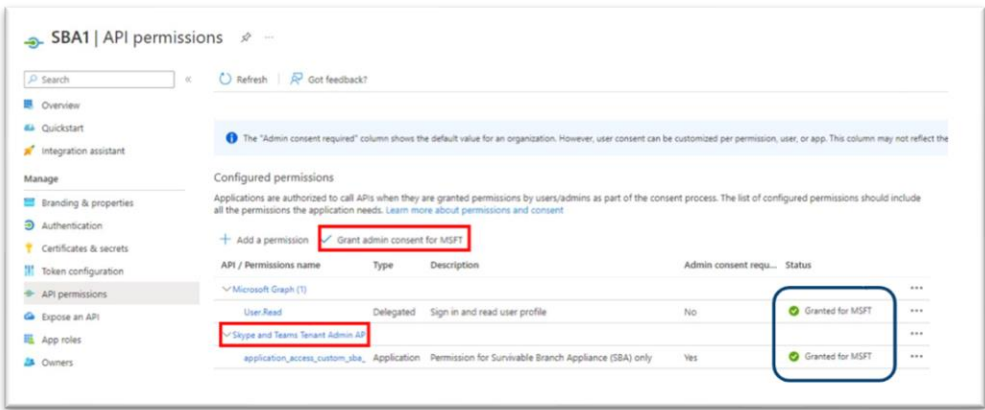 SBA1 | API permissions
Search
Refresh
Got feedback?
Overview
Quickstart
Integration assistant
The "Admin consent required" column shows the default value for an organization. However, user consent can be customized per permission, user, or app. This column may not reflect the
Manage
Branding & properties
Authentication
Certificates & secrets
Token configuration
API permissions
Expose an API
App roles
Owners
Configured permissions
Applications are authorized to call APIs when they are granted permissions by users/admins as part of the consent process. The list of configured permissions should include
all the permissions the application needs. Learn more about permissions and consent
Add a permission Grant admin consent for MSFT
API / Permissions name Type Description Admin consent requ... Status
Microsoft Graph (1)
User.Read Delegated Sign in and read user profile No Granted for MSFT
Skype and Teams Tenant Admin AP
application_access_custom_sba_ Application Permission for Survivable Branch Appliance (SBA) only Yes Granted for MSFT